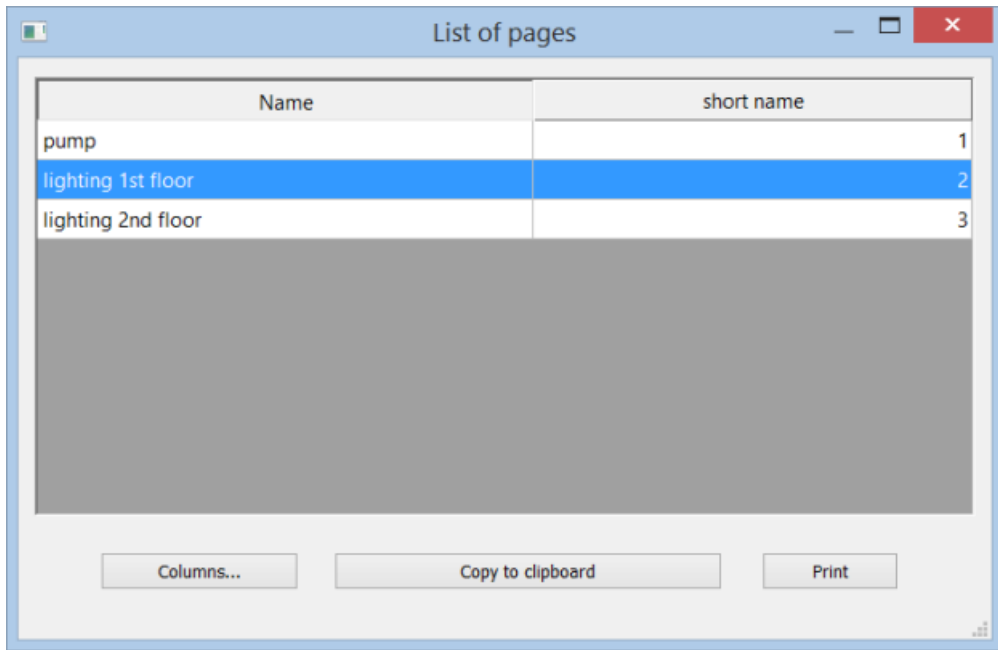 List of pages
Name short name
pump 1
lighting 1st floor 2
lighting 2nd floor 3
Columns... Copy to clipboard Print